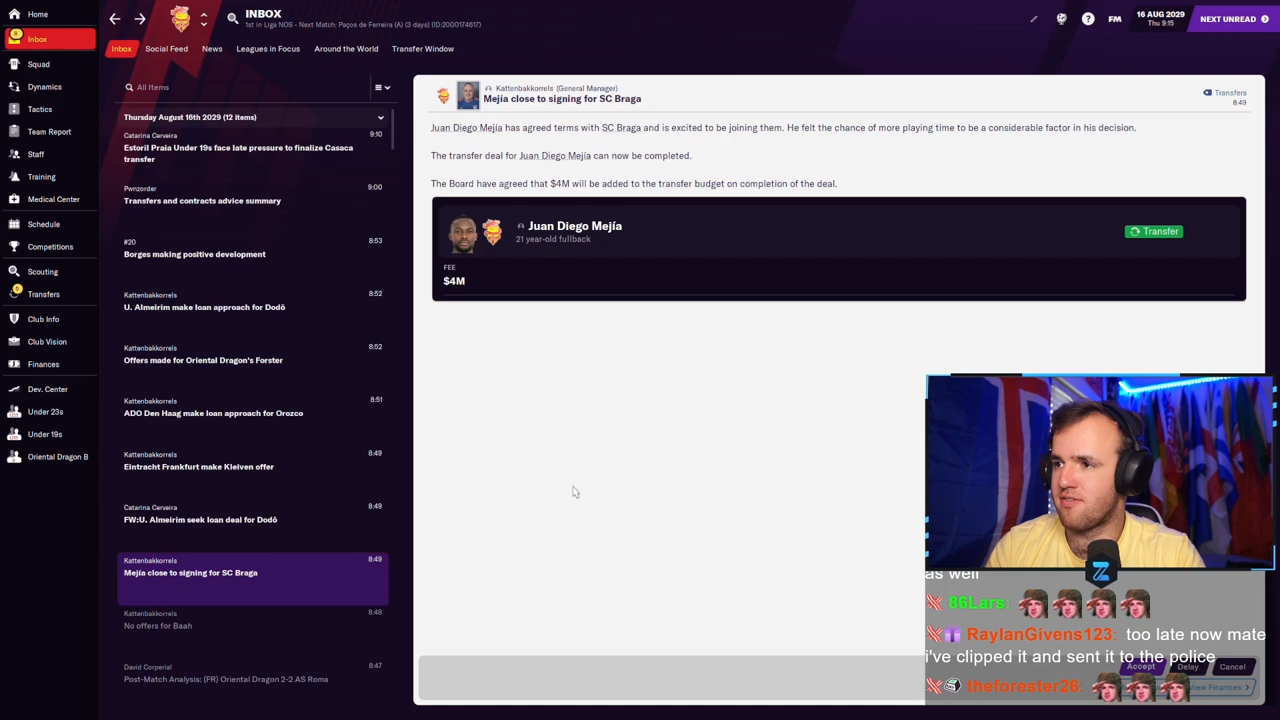 Home
INBOX
1st in Liga NOS - Next Match: Paços de Ferreira (A) (3 days) (ID:2000174617)
FM
16 AUG 2029
Thu 9:15
NEXT UNREAD
8
Inbox
Squad
Dynamics
Tactics
Team Report
Staff
Training
Medical Center
Schedule
Competitions
Scouting
5
Transfers
Club Info
Club Vision
Finances
Dev. Center
Under 23s
Under 19s
Oriental Dragon B
Inbox
Social Feed
News
Leagues in Focus
Around the World
Transfer Window
All Items
Thursday August 16th 2029 (12 items)
Catarina Cerveira
9:10
Estoril Praia Under 19s face late pressure to finalize Casaca
transfer
Pwnzorder
9:00
Transfers and contracts advice summary
#20
8:53
Borges making positive development
Kattenbakkorrels
8:52
U. Almeirim make loan approach for Dodô
Kattenbakkorrels
8:52
Offers made for Oriental Dragon's Forster
Kattenbakkorrels
8:51
ADO Den Haag make loan approach for Orozco
Kattenbakkorrels
8:49
Eintracht Frankfurt make Kleiven offer
Catarina Cerveira
8:49
FW:U. Almeirim seek loan deal for Dodô
Kattenbakkorrels
8:49
Mejía close to signing for SC Braga
Kattenbakkorrels
8:48
No offers for Baah
David Corperial
8:47
Post-Match Analysis: (FR) Oriental Dragon 2-2 AS Roma
Kattenbakkorrels (General Manager)
Mejía close to signing for SC Braga
Transfers
8:49
Juan Diego Mejía has agreed terms with SC Braga and is excited to be joining them. He felt the chance of more playing time to be a considerable factor in his decision.
The transfer deal for Juan Diego Mejía can now be completed.
The Board have agreed that $4M will be added to the transfer budget on completion of the deal.
Juan Diego Mejía
21 year-old fullback
Transfer
FEE
$4M
as well
86Lars:
RaylanGivens123: too late now mate
i've clipped it and sent it to the police
theforester26:
Accept
Delay
Cancel
View Finances